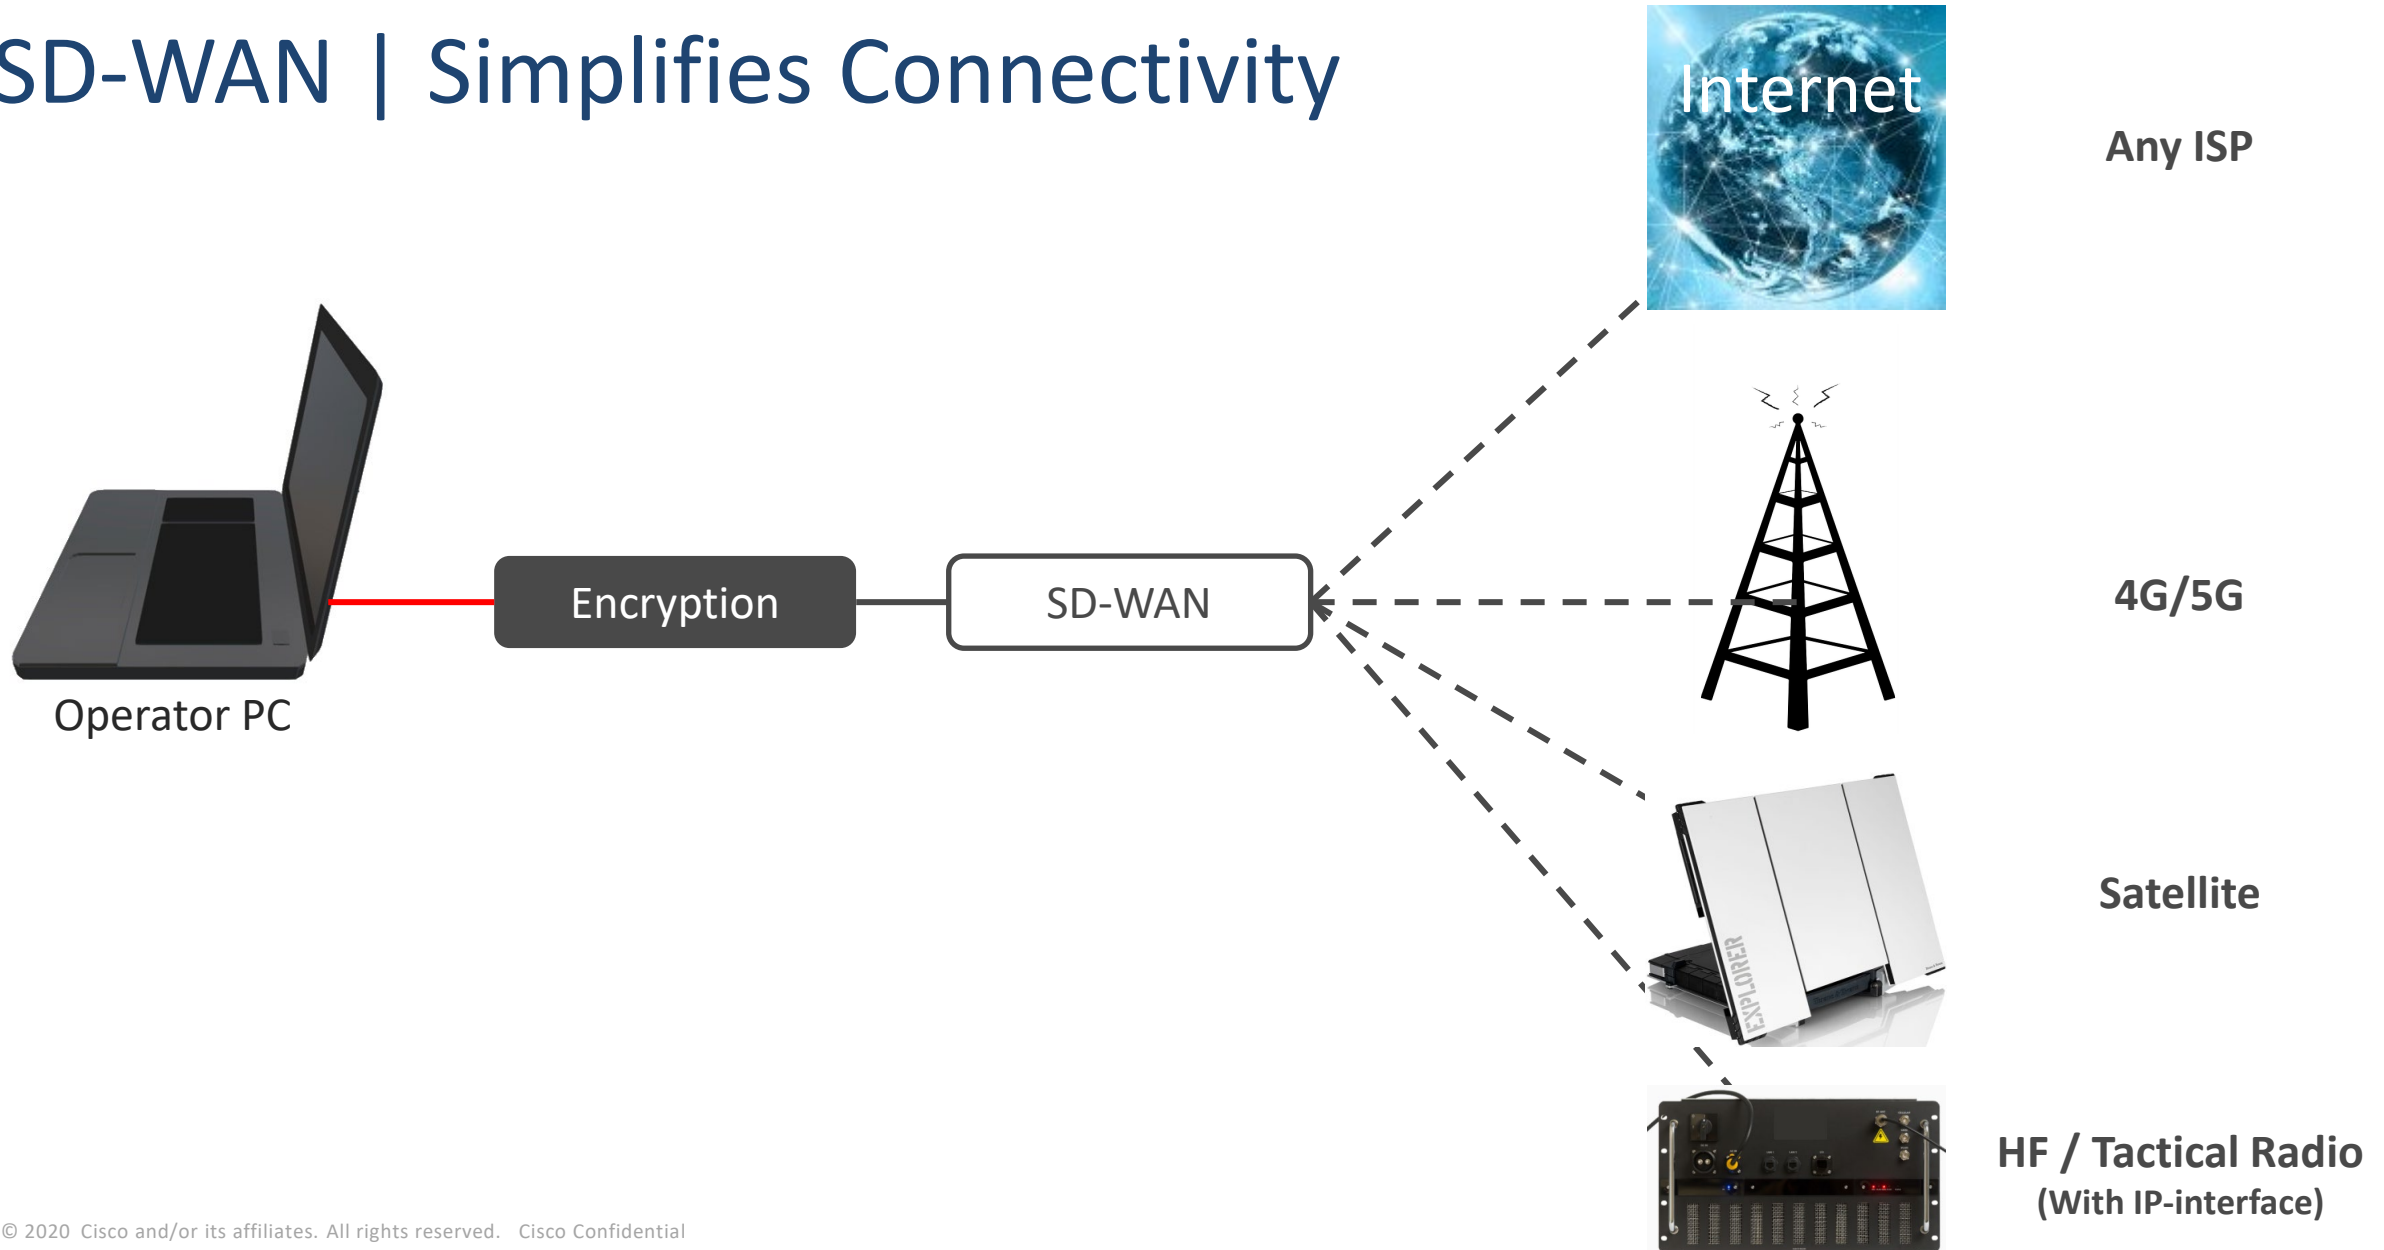 SD-WAN | Simplifies Connectivity
Internet
Any ISP
Encryption
SD-WAN
4G/5G
Operator PC
Satellite
EXPLORER
HF / Tactical Radio
(With IP-interface)
© 2020 Cisco and/or its affiliates. All rights reserved. Cisco Confidential